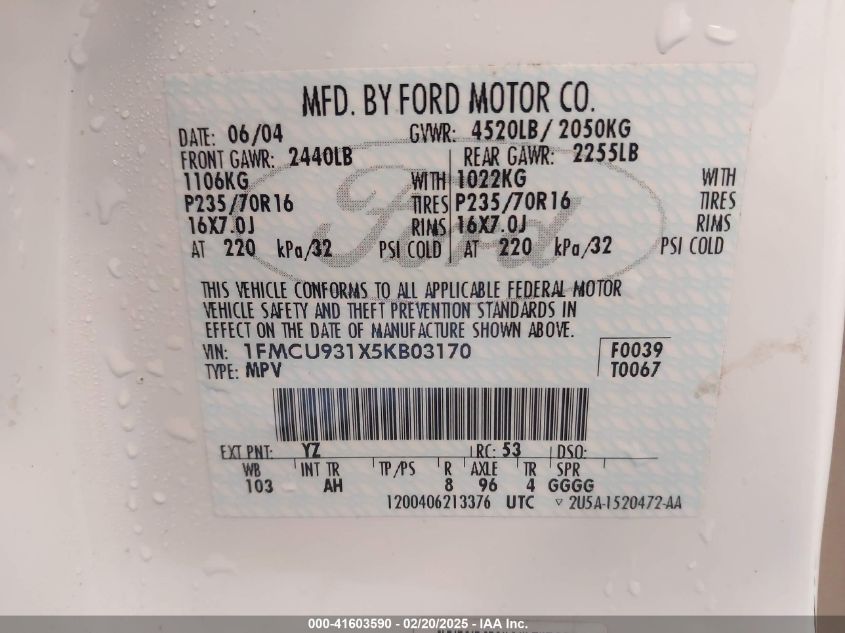 MFD. BY FORD MOTOR CO.
DATE: 06/04 GVWR: 4520LB/ 2050KG
FRONT GAWR: 2440LB REAR GAWR: 2255LB
1106KG WITH 1022KG WITH
P235/70R16 TIRES P235/70R16 TIRES
16X7.0J RIMS 16X7.0J RIMS
AT 220 kPa/32 PSI COLD AT 220 kPa/32 PSI COLD
Ford
THIS VEHICLE CONFORMS TO ALL APPLICABLE FEDERAL MOTOR
VEHICLE SAFETY AND THEFT PREVENTION STANDARDS IN
EFFECT ON THE DATE OF MANUFACTURE SHOWN ABOVE.
VIN: 1FMCU931X5KB03170 F0039
TYPE: MPV T0067
EXT PNT: YZ RC: 53 DSO:
WB INT TR TP/PS R AXLE TR SPR
103 AH 8 96 4 GGGG
1200406213376 UTC ▽ 2U5A-1520472-AA
000-41603590 - 02/20/2025 - IAA Inc.